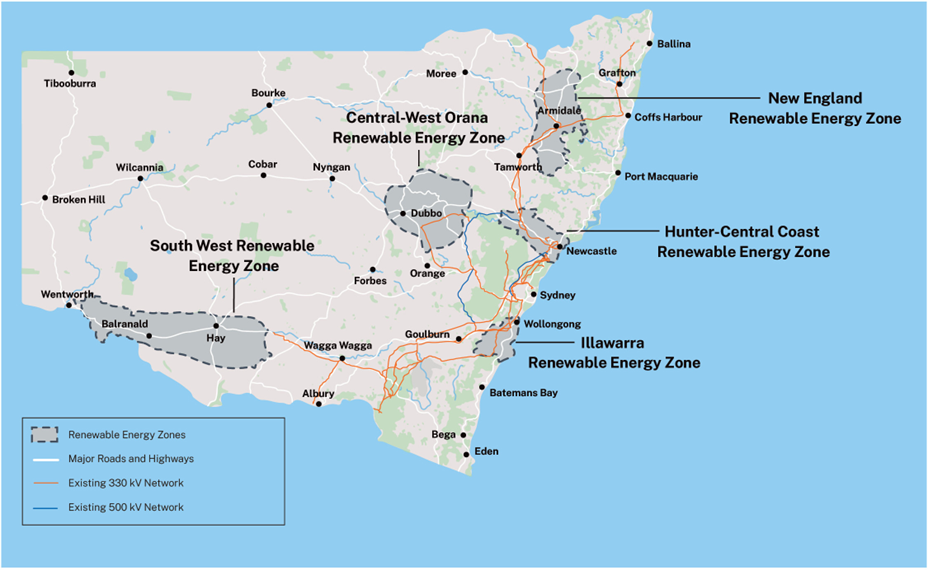 Ballina
Tibooburra
Moree
Grafton
Bourke
New England
Renewable Energy Zone
Armidale
Central-West Orana
Renewable Energy Zone
Coffs Harbour
Wilcannia
Cobar
Nyngan
Tamworth
Port Macquarie
Broken Hill
Dubbo
Hunter-Central Coast
Renewable Energy Zone
South West Renewable
Energy Zone
Newcastle
Orange
Forbes
Wentworth
Sydney
Balranald
Hay
Wollongong
Goulburn
Wagga Wagga
Illawarra
Renewable Energy Zone
Albury
Batemans Bay
Bega
Eden
Renewable Energy Zones
Major Roads and Highways
Existing 330 kV Network
Existing 500 kV Network